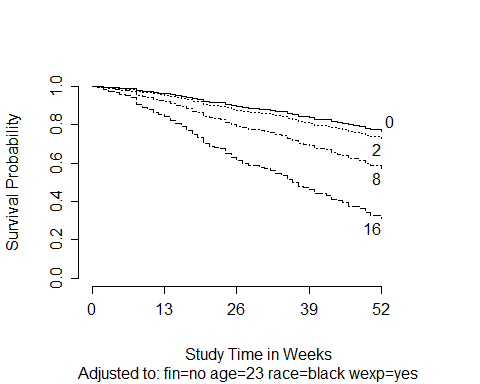 Survival Probability
1.0
0.8
0.6
0.4
0.2
0.0
0
2
8
16
0 13 26 39 52
Study Time in Weeks
Adjusted to: fin=no age=23 race=black wexp=yes